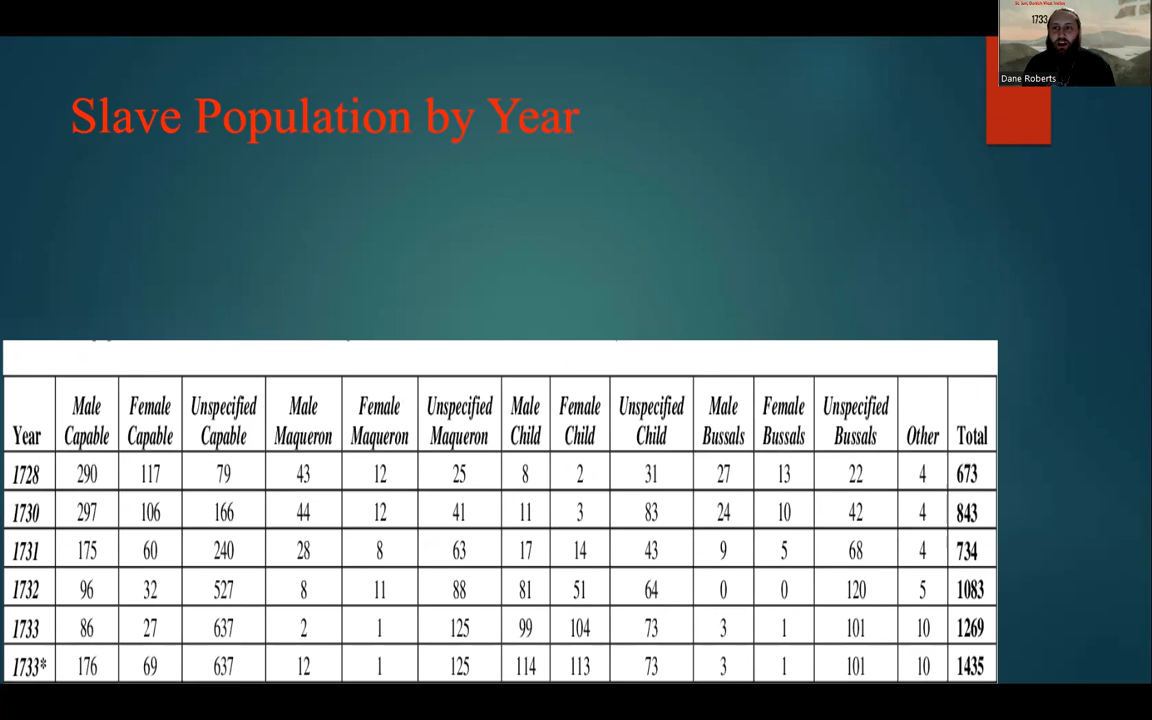 St. Jan, Danish West Indies
1733
Dane Roberts
Slave Population by Year
Year Male Capable Female Capable Unspecified Capable Male Maqueron Female Maqueron Unspecified Maqueron Male Child Female Child Unspecified Child Male Bussals Female Bussals Unspecified Bussals Other Total
1728 290 117 79 43 12 25 8 2 31 27 13 22 4 673
1730 297 106 166 44 12 41 11 3 83 24 10 42 4 843
1731 175 60 240 28 8 63 17 14 43 9 5 68 4 734
1732 96 32 527 8 11 88 81 51 64 0 0 120 5 1083
1733 86 27 637 2 1 125 99 104 73 3 1 101 10 1269
1733* 176 69 637 12 1 125 114 113 73 3 1 101 10 1435